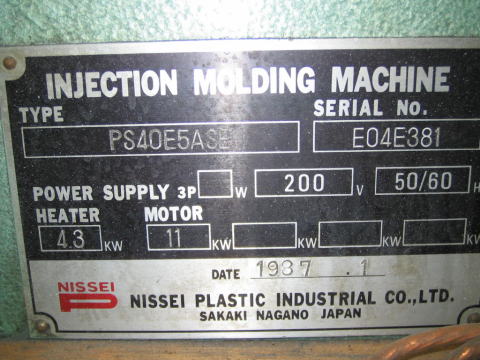 INJECTION MOLDING MACHINE
TYPE SERIAL No.
PS40E5ASE E04E381
POWER SUPPLY 3P W 200 V 50/60 H
HEATER MOTOR
4.3 KW 11 KW KW KW KW
DATE 1987 .1
NISSEI
NISSEI PLASTIC INDUSTRIAL CO.,LTD.
SAKAKI NAGANO JAPAN